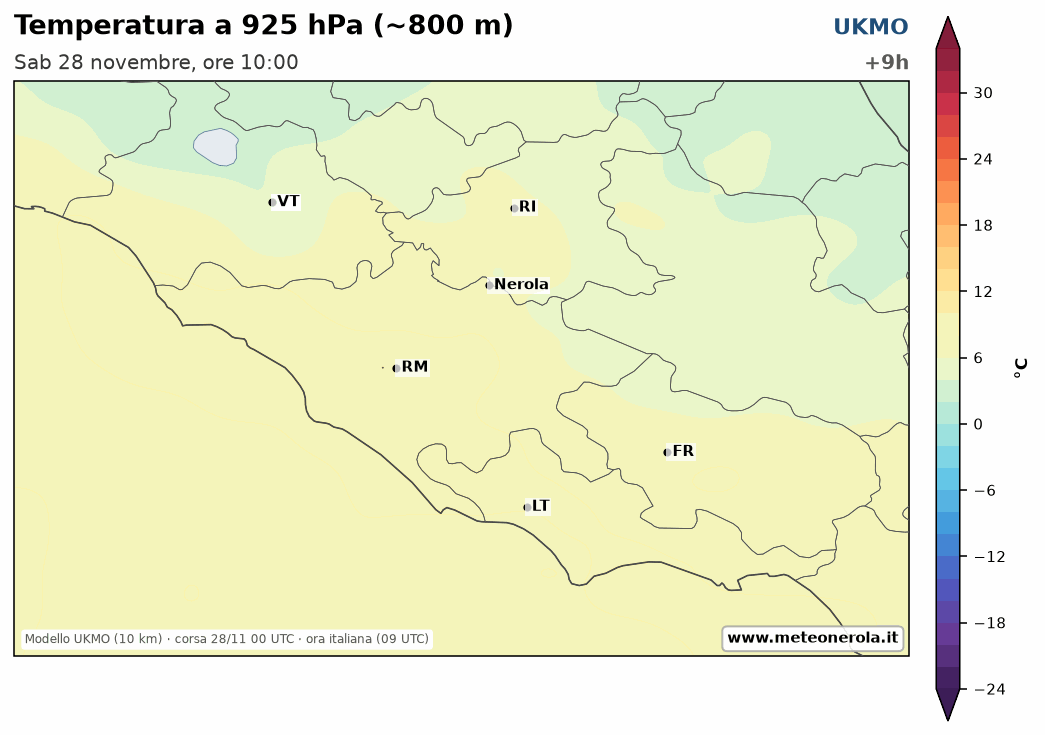 Temperatura a 925 hPa (~800 m)
UKMO
Sab 28 novembre, ore 10:00
+9h
VT
RI
Nerola
RM
FR
LT
30
24
18
12
6
0
−6
−12
−18
−24
°C
Modello UKMO (10 km) · corsa 28/11 00 UTC · ora italiana (09 UTC)
www.meteonerola.it